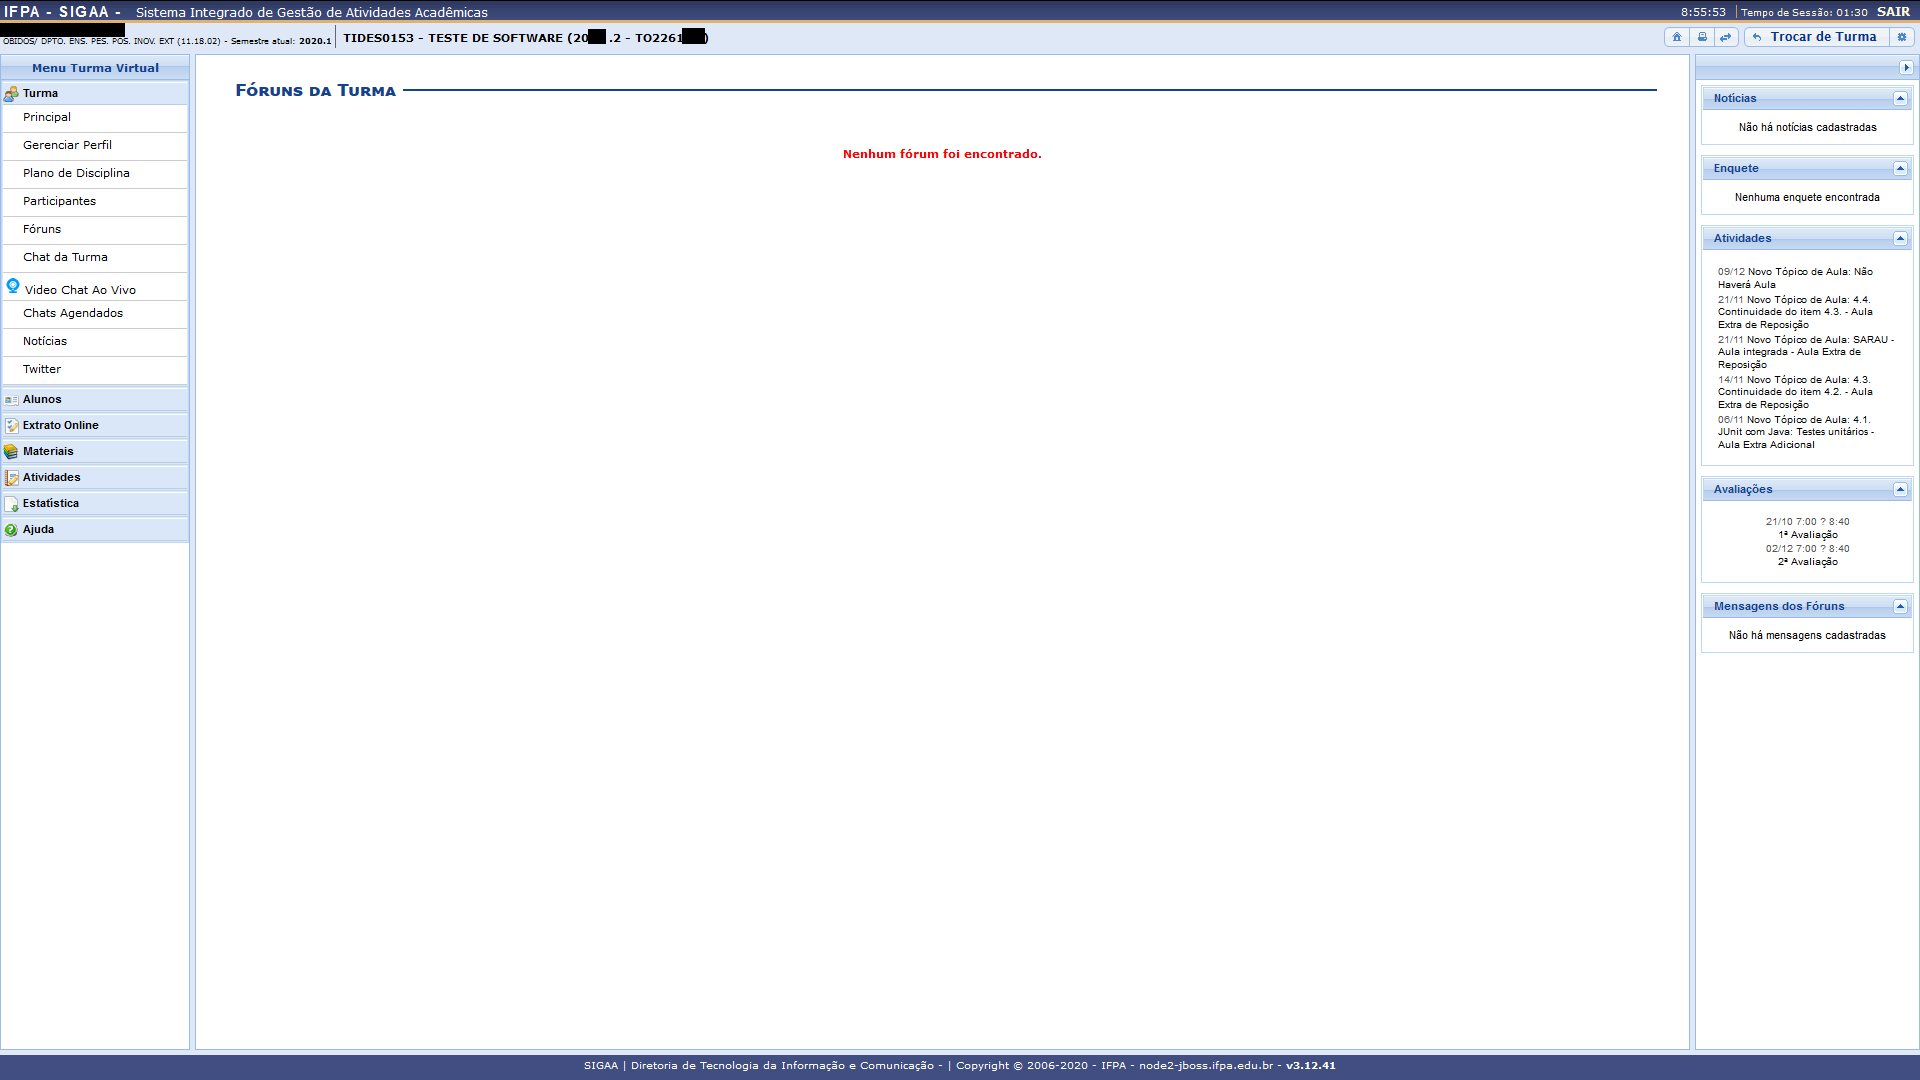 IFPA - SIGAA - Sistema Integrado de Gestão de Atividades Acadêmicas
8:55:53 Tempo de Sessão: 01:30 SAIR
OBIDOS/ DPTO. ENS. PES. POS. INOV. EXT (11.18.02) - Semestre atual: 2020.1
TIDES0153 - TESTE DE SOFTWARE (20 .2 - TO2261 )
Trocar de Turma
Menu Turma Virtual
Turma
Principal
Gerenciar Perfil
Plano de Disciplina
Participantes
Fóruns
Chat da Turma
Video Chat Ao Vivo
Chats Agendados
Notícias
Twitter
Alunos
Extrato Online
Materiais
Atividades
Estatística
Ajuda
Fóruns da Turma
Nenhum fórum foi encontrado.
Notícias
Não há notícias cadastradas
Enquete
Nenhuma enquete encontrada
Atividades
09/12 Novo Tópico de Aula: Não
Haverá Aula
21/11 Novo Tópico de Aula: 4.4.
Continuidade do item 4.3. - Aula
Extra de Reposição
21/11 Novo Tópico de Aula: SARAU -
Aula integrada - Aula Extra de
Reposição
14/11 Novo Tópico de Aula: 4.3.
Continuidade do item 4.2. - Aula
Extra de Reposição
06/11 Novo Tópico de Aula: 4.1.
JUnit com Java: Testes unitários -
Aula Extra Adicional
Avaliações
21/10 7:00 ? 8:40
1ª Avaliação
02/12 7:00 ? 8:40
2ª Avaliação
Mensagens dos Fóruns
Não há mensagens cadastradas
SIGAA | Diretoria de Tecnologia da Informação e Comunicação - | Copyright © 2006-2020 - IFPA - node2-jboss.ifpa.edu.br - v3.12.41